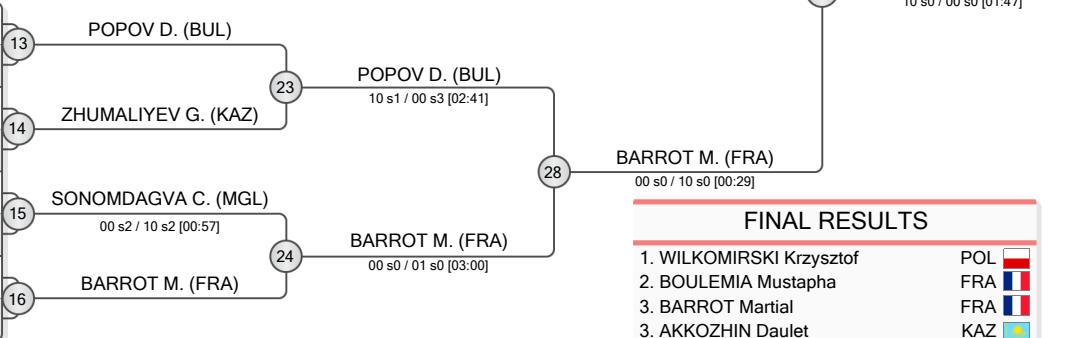 10 s0 / 00 s0 [01:47]
13
POPOV D. (BUL)
23
POPOV D. (BUL)
10 s1 / 00 s3 [02:41]
14
ZHUMALIYEV G. (KAZ)
28
BARROT M. (FRA)
00 s0 / 10 s0 [00:29]
15
SONOMDAGVA C. (MGL)
00 s2 / 10 s2 [00:57]
24
BARROT M. (FRA)
00 s0 / 01 s0 [03:00]
16
BARROT M. (FRA)
FINAL RESULTS
1. WILKOMIRSKI Krzysztof POL
2. BOULEMIA Mustapha FRA
3. BARROT Martial FRA
3. AKKOZHIN Daulet KAZ